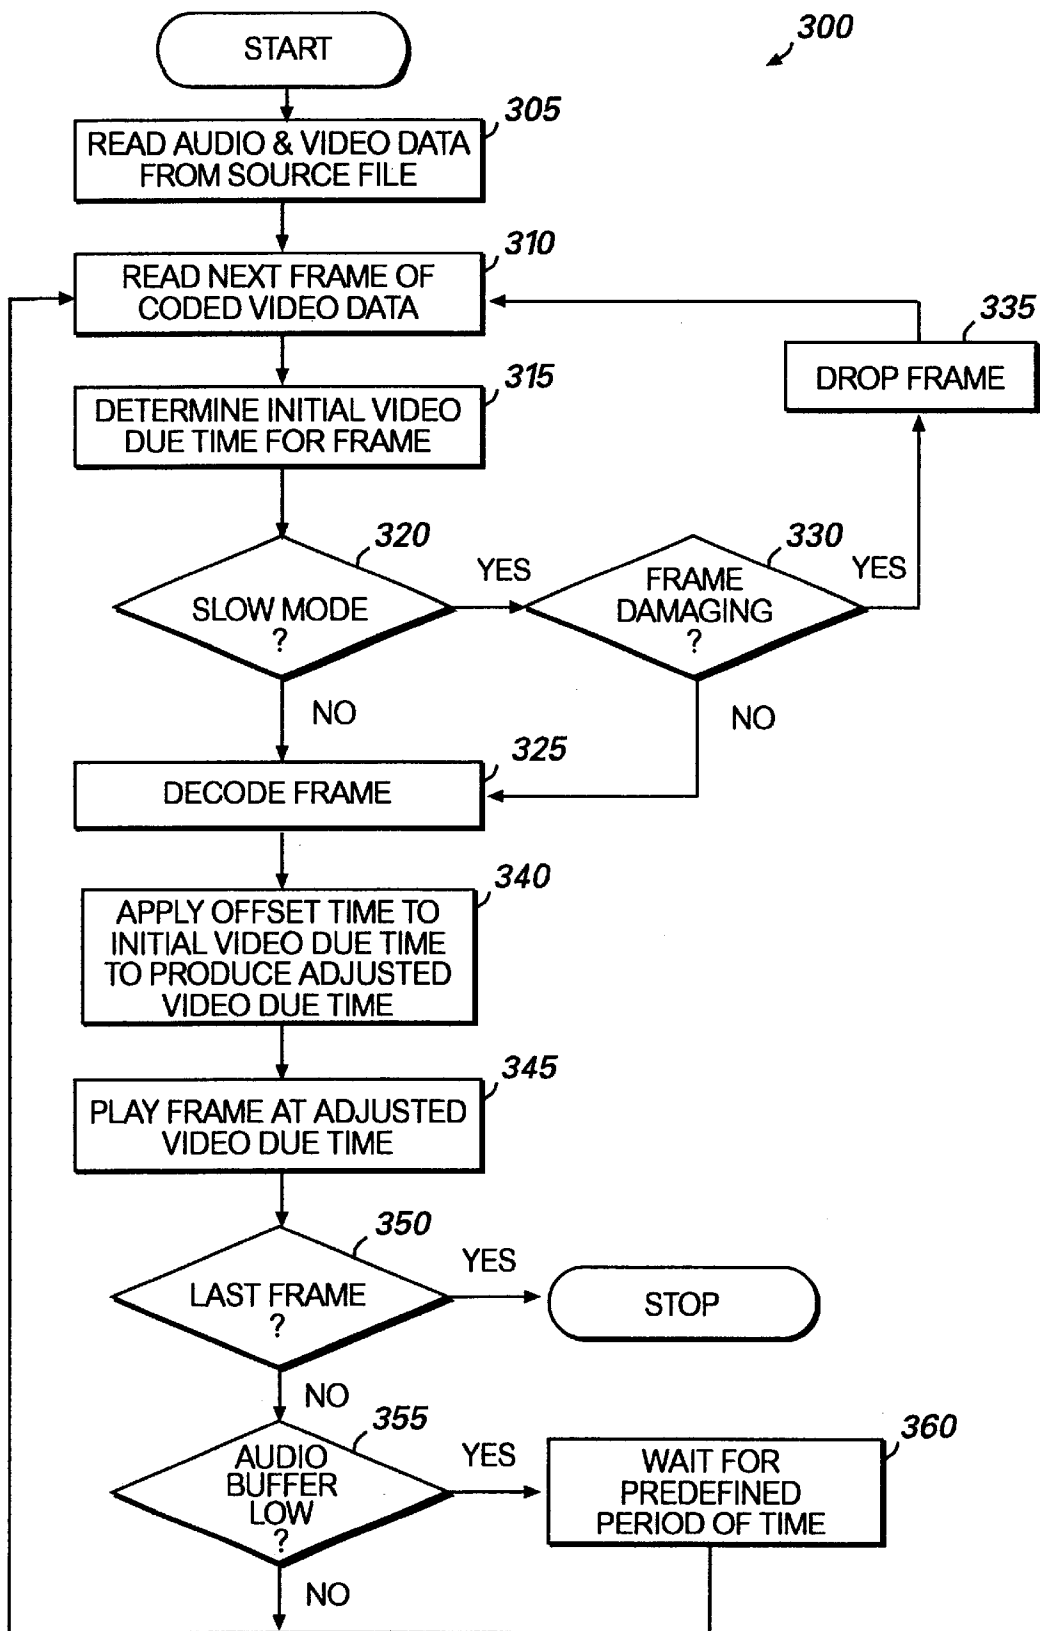 START
300
305
READ AUDIO & VIDEO DATA
FROM SOURCE FILE
310
READ NEXT FRAME OF
CODED VIDEO DATA
335
DROP FRAME
315
DETERMINE INITIAL VIDEO
DUE TIME FOR FRAME
320
SLOW MODE
?
YES
330
FRAME
DAMAGING
?
YES
NO
NO
325
DECODE FRAME
340
APPLY OFFSET TIME TO
INITIAL VIDEO DUE TIME
TO PRODUCE ADJUSTED
VIDEO DUE TIME
345
PLAY FRAME AT ADJUSTED
VIDEO DUE TIME
350
LAST FRAME
?
YES
STOP
NO
355
AUDIO
BUFFER
LOW
?
YES
360
WAIT FOR
PREDEFINED
PERIOD OF TIME
NO